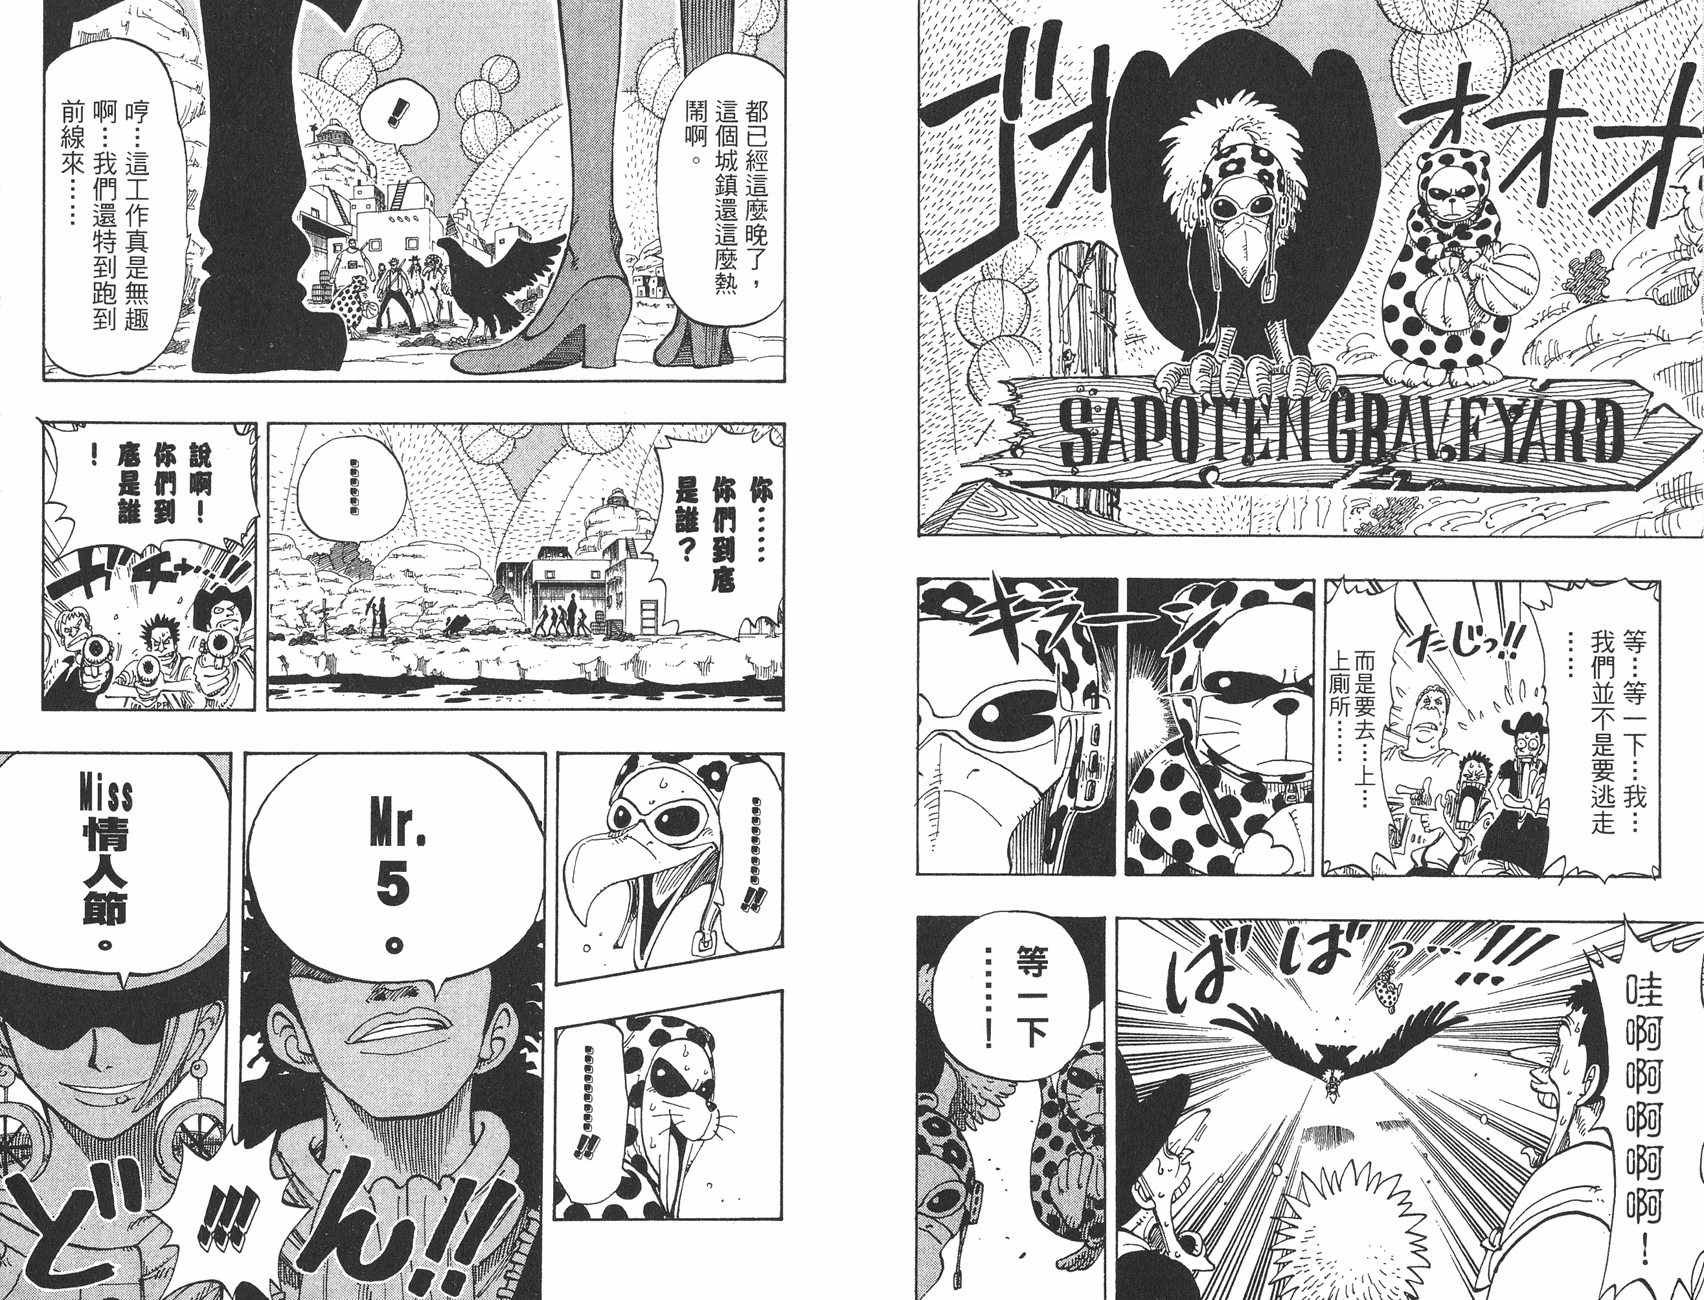 ゴオオオオ
SAPOTEN GRAVEYARD
等…等一下…我…
我們並不是要逃走
……
たじっ!!
而是要去…上…
上廁所……
キラーン
哇啊啊啊啊啊！
ばばっ…!!!
等一下
……！
都已經這麼晚了，
這個城鎮還這麼熱
鬧啊。
！
哼…這工作真是無趣
啊…我們還特到跑到
前線來……
你……
你們到底
是誰？
………
說啊！
你們到
底是誰
！
ガチャ…!!
………!!
………!!
Mr.
5
。
Miss
情人節
。
どん!!
!!!